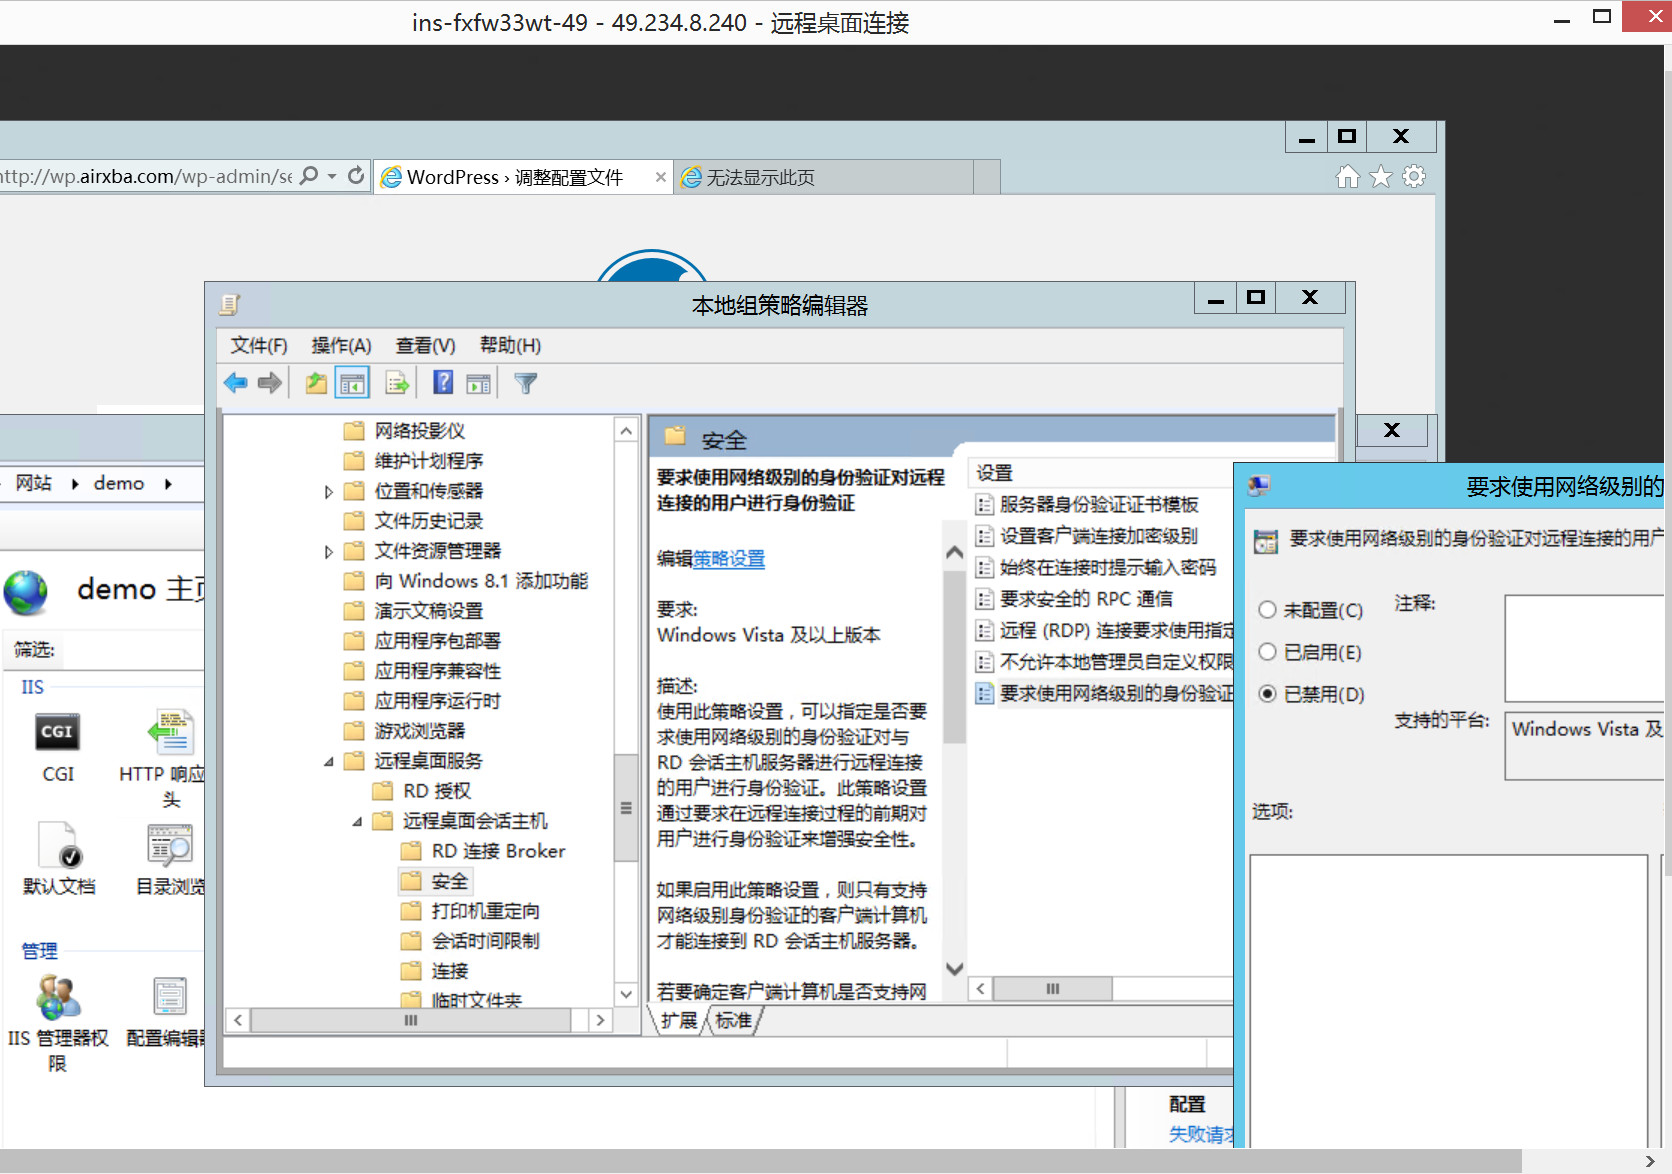 ins-fxfw33wt-49 - 49.234.8.240 - 远程桌面连接
http://wp.airxba.com/wp-admin/se
WordPress › 调整配置文件
无法显示此页
本地组策略编辑器
文件(F) 操作(A) 查看(V) 帮助(H)
网站 demo
demo 主页
筛选:
IIS
CGI
CGI
HTTP 响应
头
默认文档
目录浏览
管理
IIS 管理器权
限
配置编辑器
网络投影仪
维护计划程序
位置和传感器
文件历史记录
文件资源管理器
向 Windows 8.1 添加功能
演示文稿设置
应用程序包部署
应用程序兼容性
应用程序运行时
游戏浏览器
远程桌面服务
RD 授权
远程桌面会话主机
RD 连接 Broker
安全
打印机重定向
会话时间限制
连接
临时文件夹
安全
要求使用网络级别的身份验证对远程
连接的用户进行身份验证
编辑策略设置
要求:
Windows Vista 及以上版本
描述:
使用此策略设置，可以指定是否要
求使用网络级别的身份验证对与
RD 会话主机服务器进行远程连接
的用户进行身份验证。此策略设置
通过要求在远程连接过程的前期对
用户进行身份验证来增强安全性。
如果启用此策略设置，则只有支持
网络级别身份验证的客户端计算机
才能连接到 RD 会话主机服务器。
若要确定客户端计算机是否支持网
扩展 标准
设置
服务器身份验证证书模板
设置客户端连接加密级别
始终在连接时提示输入密码
要求安全的 RPC 通信
远程 (RDP) 连接要求使用指定
不允许本地管理员自定义权限
要求使用网络级别的身份验证
要求使用网络级别的
要求使用网络级别的身份验证对远程连接的用户
未配置(C)
注释:
已启用(E)
已禁用(D)
支持的平台:
Windows Vista 及
选项:
配置
失败请求